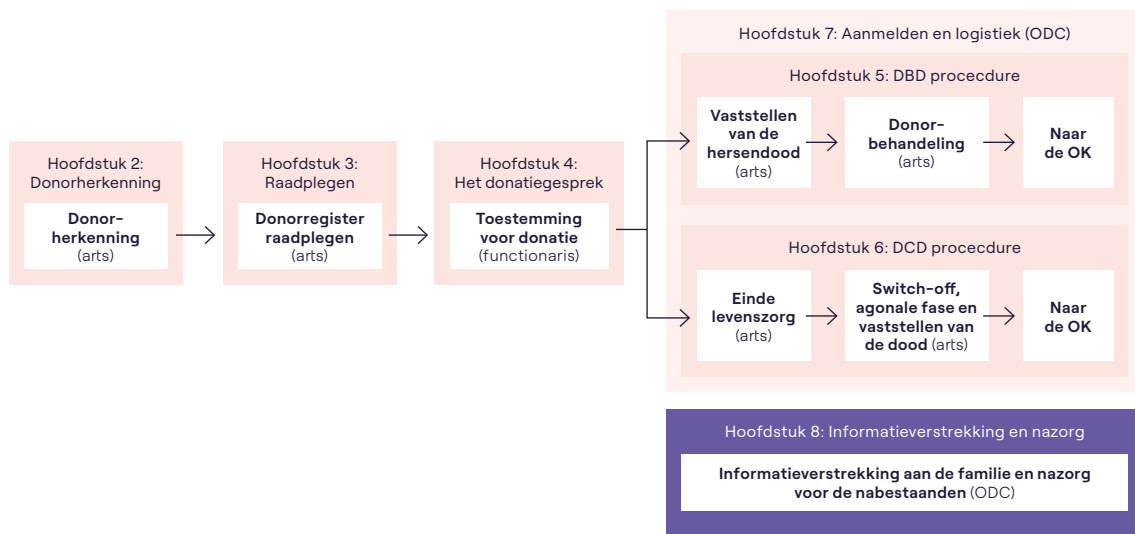 Hoofdstuk 2:
Donorherkenning
Donor-
herkenning
(arts)
Hoofdstuk 3:
Raadplegen
Donorregister
raadplegen
(arts)
Hoofdstuk 4:
Het donatiegesprek
Toestemming
voor donatie
(functionaris)
Hoofdstuk 7: Aanmelden en logistiek (ODC)
Hoofdstuk 5: DBD procecdure
Vaststellen
van de
hersendood
(arts)
Donor-
behandeling
(arts)
Naar
de OK
Hoofdstuk 6: DCD procecdure
Einde
levenszorg
(arts)
Switch-off,
agonale fase en
vaststellen van
de dood (arts)
Naar
de OK
Hoofdstuk 8: Informatieverstrekking en nazorg
Informatieverstrekking aan de familie en nazorg
voor de nabestaanden (ODC)